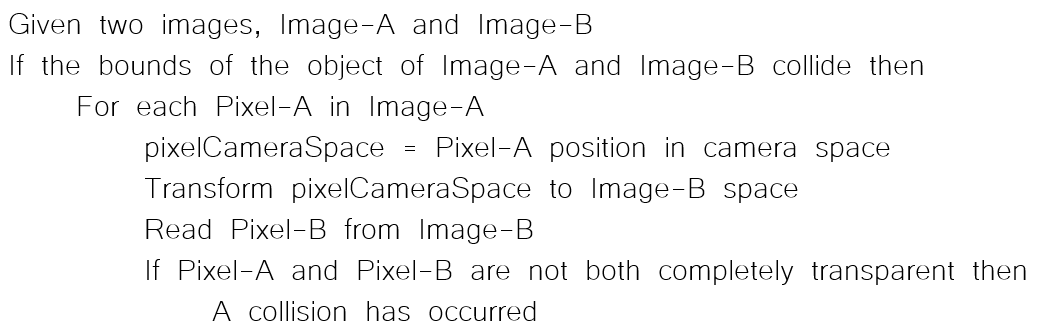 Given two images, Image-A and Image-B
If the bounds of the object of Image-A and Image-B collide then
For each Pixel-A in Image-A
pixelCameraSpace = Pixel-A position in camera space
Transform pixelCameraSpace to Image-B space
Read Pixel-B from Image-B
If Pixel-A and Pixel-B are not both completely transparent then
A collision has occurred